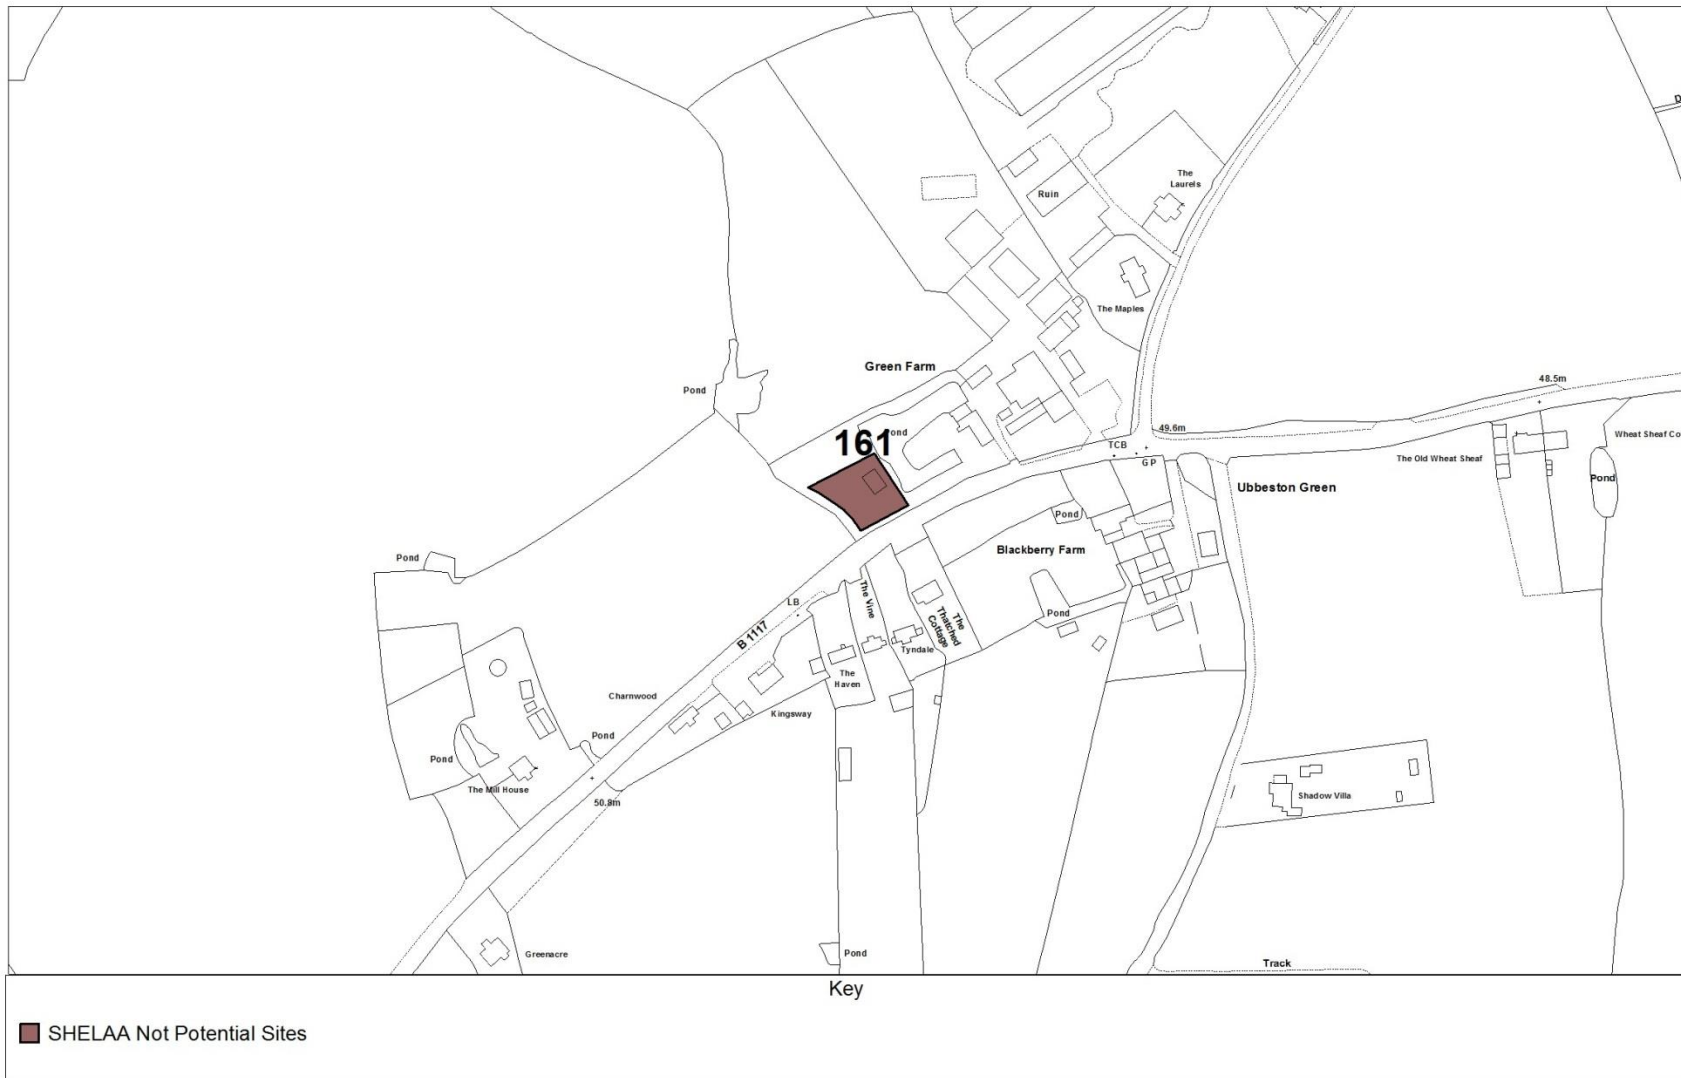 D
The
Laurels
Ruin
The Maples
Green Farm
48.5m
Pond
161
Pond
49.6m
TCB
GP
Wheat Sheaf Co
The Old Wheat Sheaf
Pond
Ubbeston Green
Pond
Blackberry Farm
Pond
The Vine
LB
Pond
The
Thatched
Cottage
B 1117
Tyndale
The
Haven
Charnwood
Kingsway
Pond
Pond
The Mill House
50.8m
Shadow Villa
Greenacre
Pond
Track
Key
SHELAA Not Potential Sites